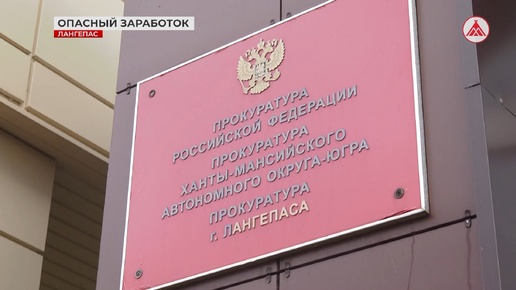 ОПАСНЫЙ ЗАРАБОТОК
ЛАНГЕПАС
ПРОКУРАТУРА
РОССИЙСКОЙ ФЕДЕРАЦИИ
ПРОКУРАТУРА
ХАНТЫ-МАНСИЙСКОГО
АВТОНОМНОГО ОКРУГА-ЮГРА
ПРОКУРАТУРА
г. ЛАНГЕПАСА